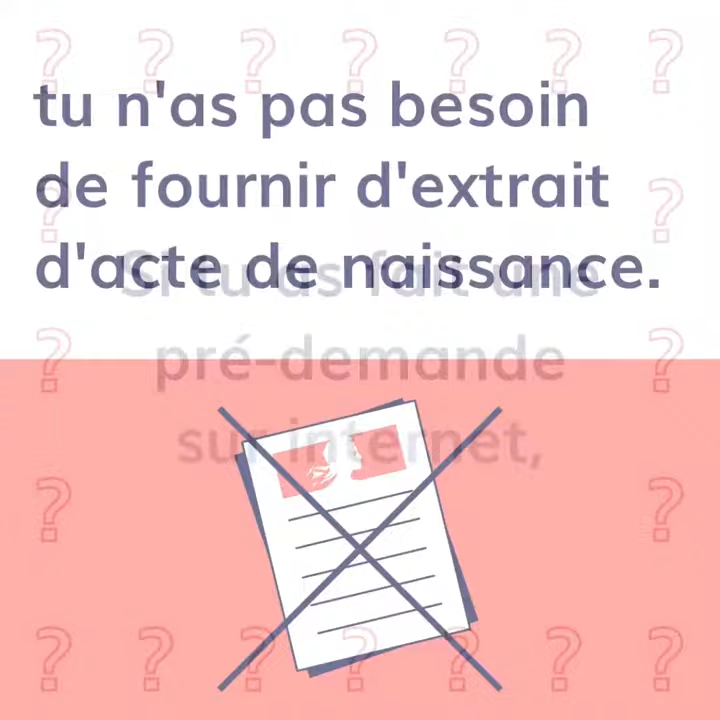 tu n'as pas besoin
de fournir d'extrait
d'acte de naissance.
Si tu as fait une
pré-demande
sur internet,